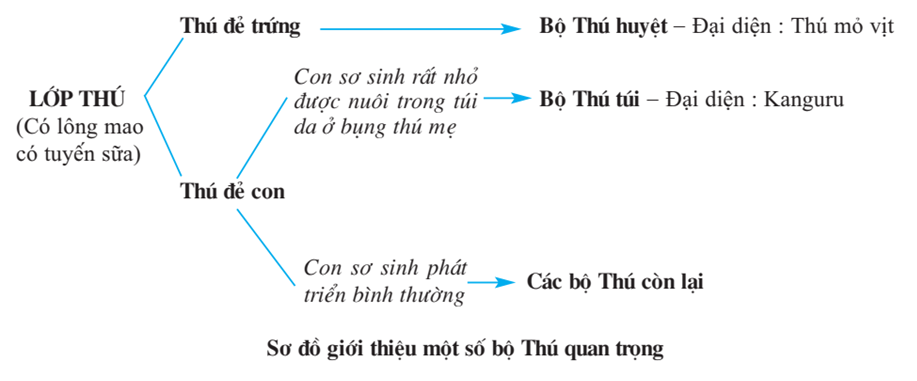 Thú đẻ trứng
Bộ Thú huyệt – Đại diện : Thú mỏ vịt
LỚP THÚ
(Có lông mao
có tuyến sữa)
Con sơ sinh rất nhỏ
được nuôi trong túi
da ở bụng thú mẹ
Bộ Thú túi – Đại diện : Kanguru
Thú đẻ con
Con sơ sinh phát
triển bình thường
Các bộ Thú còn lại
Sơ đồ giới thiệu một số bộ Thú quan trọng